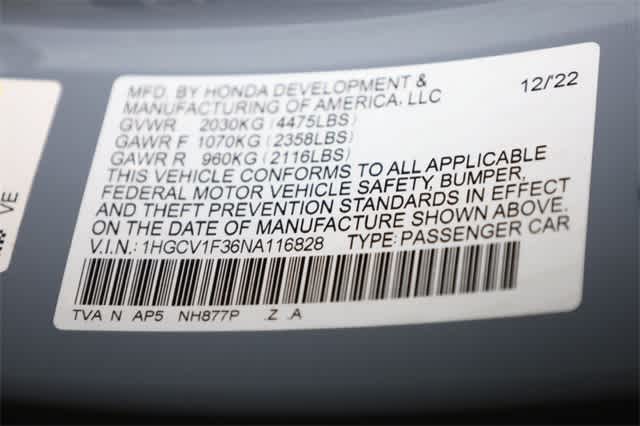 MFD. BY HONDA DEVELOPMENT &
MANUFACTURING OF AMERICA, LLC
12/'22
GVWR 2030KG (4475LBS)
GAWR F 1070KG (2358LBS)
GAWR R 960KG (2116LBS)
THIS VEHICLE CONFORMS TO ALL APPLICABLE
FEDERAL MOTOR VEHICLE SAFETY, BUMPER,
AND THEFT PREVENTION STANDARDS IN EFFECT
ON THE DATE OF MANUFACTURE SHOWN ABOVE.
V.I.N.: 1HGCV1F36NA116828 TYPE: PASSENGER CAR
TVA N AP5 NH877P Z A
VE